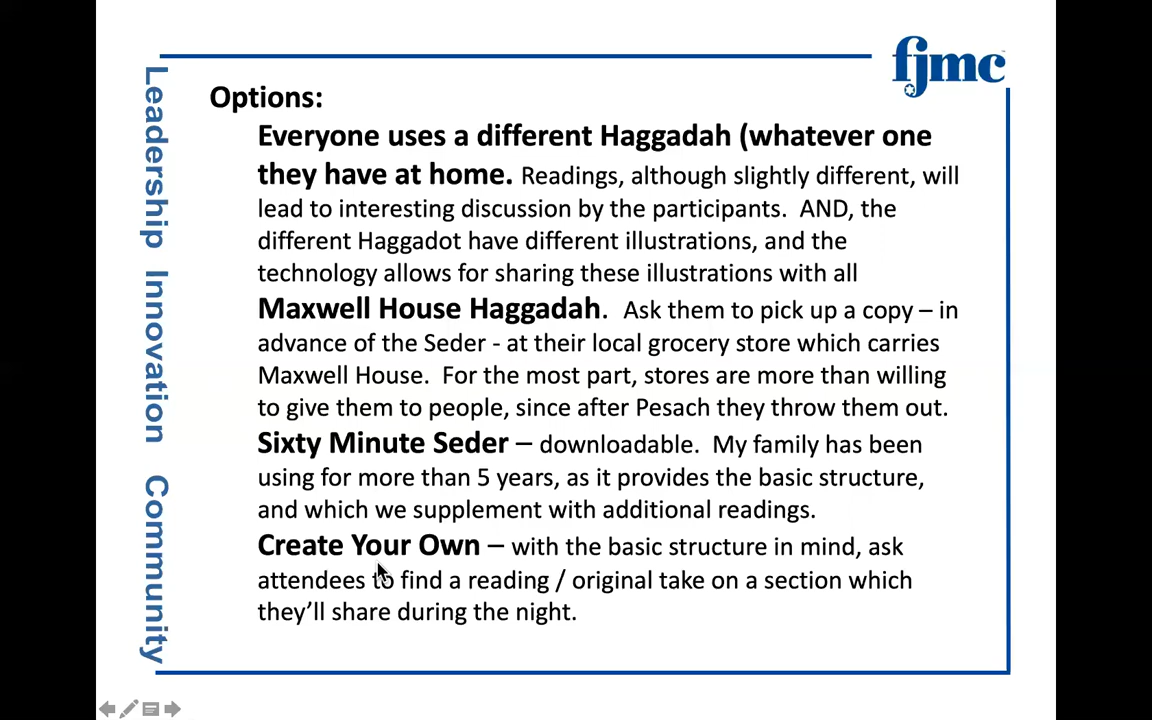 fjmc
Leadership Innovation Community
Options:
Everyone uses a different Haggadah (whatever one
they have at home. Readings, although slightly different, will
lead to interesting discussion by the participants.  AND, the
different Haggadot have different illustrations, and the
technology allows for sharing these illustrations with all
Maxwell House Haggadah.  Ask them to pick up a copy – in
advance of the Seder - at their local grocery store which carries
Maxwell House.  For the most part, stores are more than willing
to give them to people, since after Pesach they throw them out.
Sixty Minute Seder – downloadable.  My family has been
using for more than 5 years, as it provides the basic structure,
and which we supplement with additional readings.
Create Your Own – with the basic structure in mind, ask
attendees to find a reading / original take on a section which
they’ll share during the night.